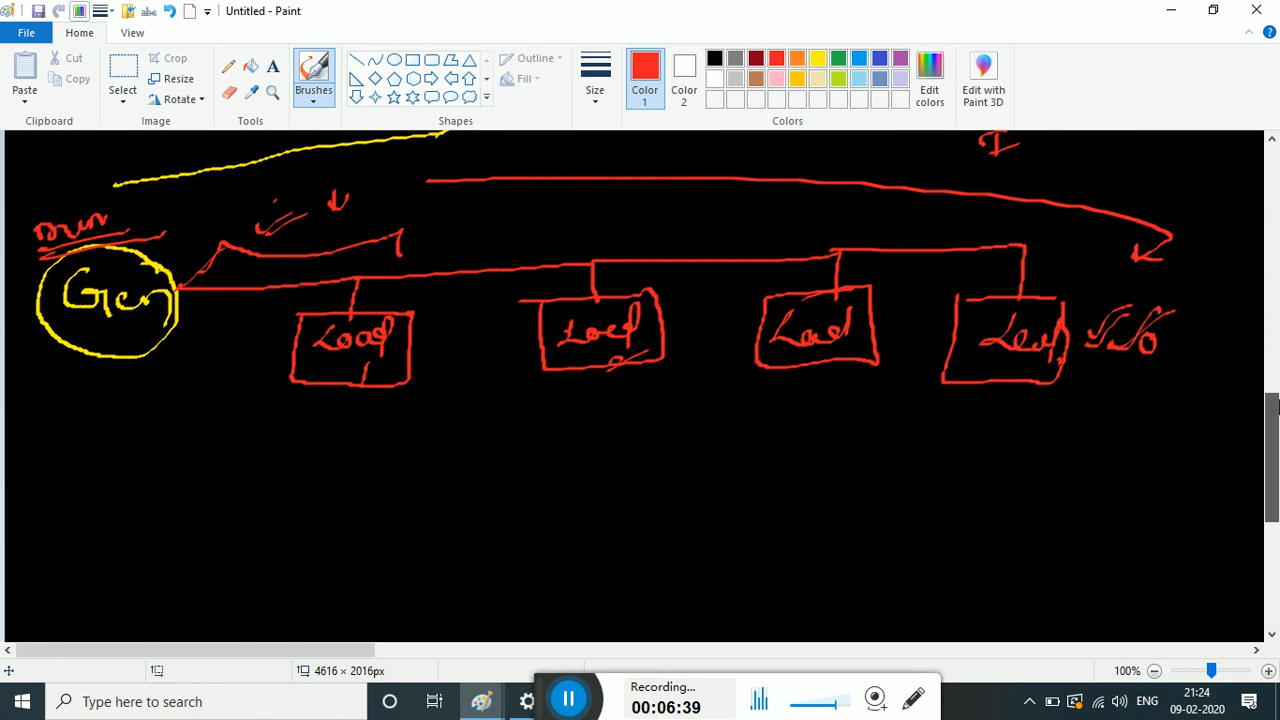 Untitled - Paint
File
Home
View
Paste
Cut
Copy
Clipboard
Select
Crop
Resize
Rotate
Image
A
Tools
Brushes
Shapes
Outline
Fill
Size
Color 1
Color 2
Colors
Edit colors
Edit with Paint 3D
I
Gen
Load
Load
Load
Load
4616 × 2016px
100%
Type here to search
Recording...
00:06:39
ENG
21:24
09-02-2020